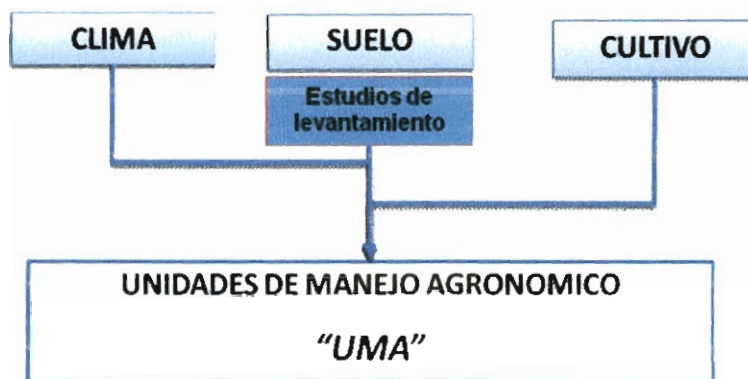 CLIMA
SUELO
CULTIVO
Estudios de
levantamiento
UNIDADES DE MANEJO AGRONOMICO
“UMA”